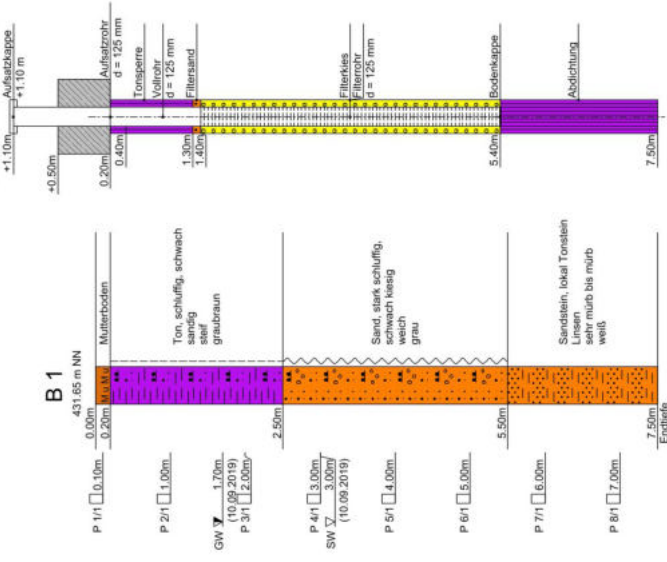 B 1
431.65 m NN
0.00m
0.20m
2.50m
5.50m
7.50m
Endtiefe
Mu Mu
Mutterboden
Ton, schluffig, schwach
sandig
steif
graubraun
Sand, stark schluffig,
schwach kiesig
weich
grau
Sandstein, lokal Tonstein
Linsen
sehr mürb bis mürb
weiß
P 1/1 0.10m
P 2/1 1.00m
GW 1.70m
(10.09.2019)
P 3/1 2.00m
P 4/1 3.00m
SW 3.00m
(10.09.2019)
P 5/1 4.00m
P 6/1 5.00m
P 7/1 6.00m
P 8/1 7.00m
+1.10m
+0.50m
0.20m
0.40m
1.30m
1.40m
5.40m
7.50m
Aufsatzkappe
+1.10 m
Aufsatzrohr
d = 125 mm
Tonsperre
Vollrohr
d = 125 mm
Filtersand
Filterkies
Filterrohr
d = 125 mm
Bodenkappe
Abdichtung